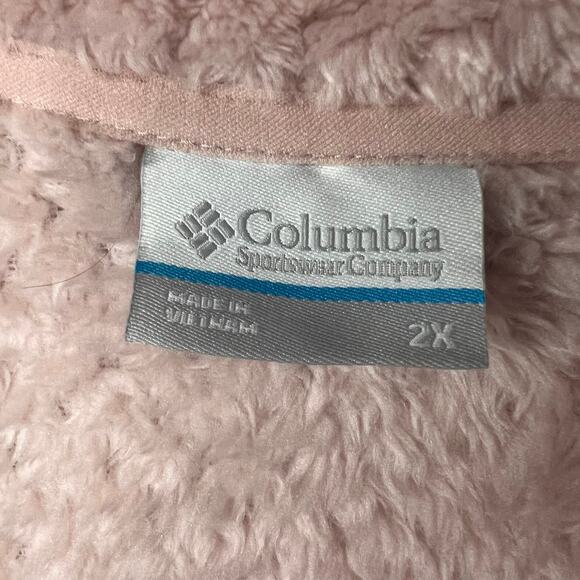 Columbia
Sportswear Company
MADE IN
VIETNAM
2X